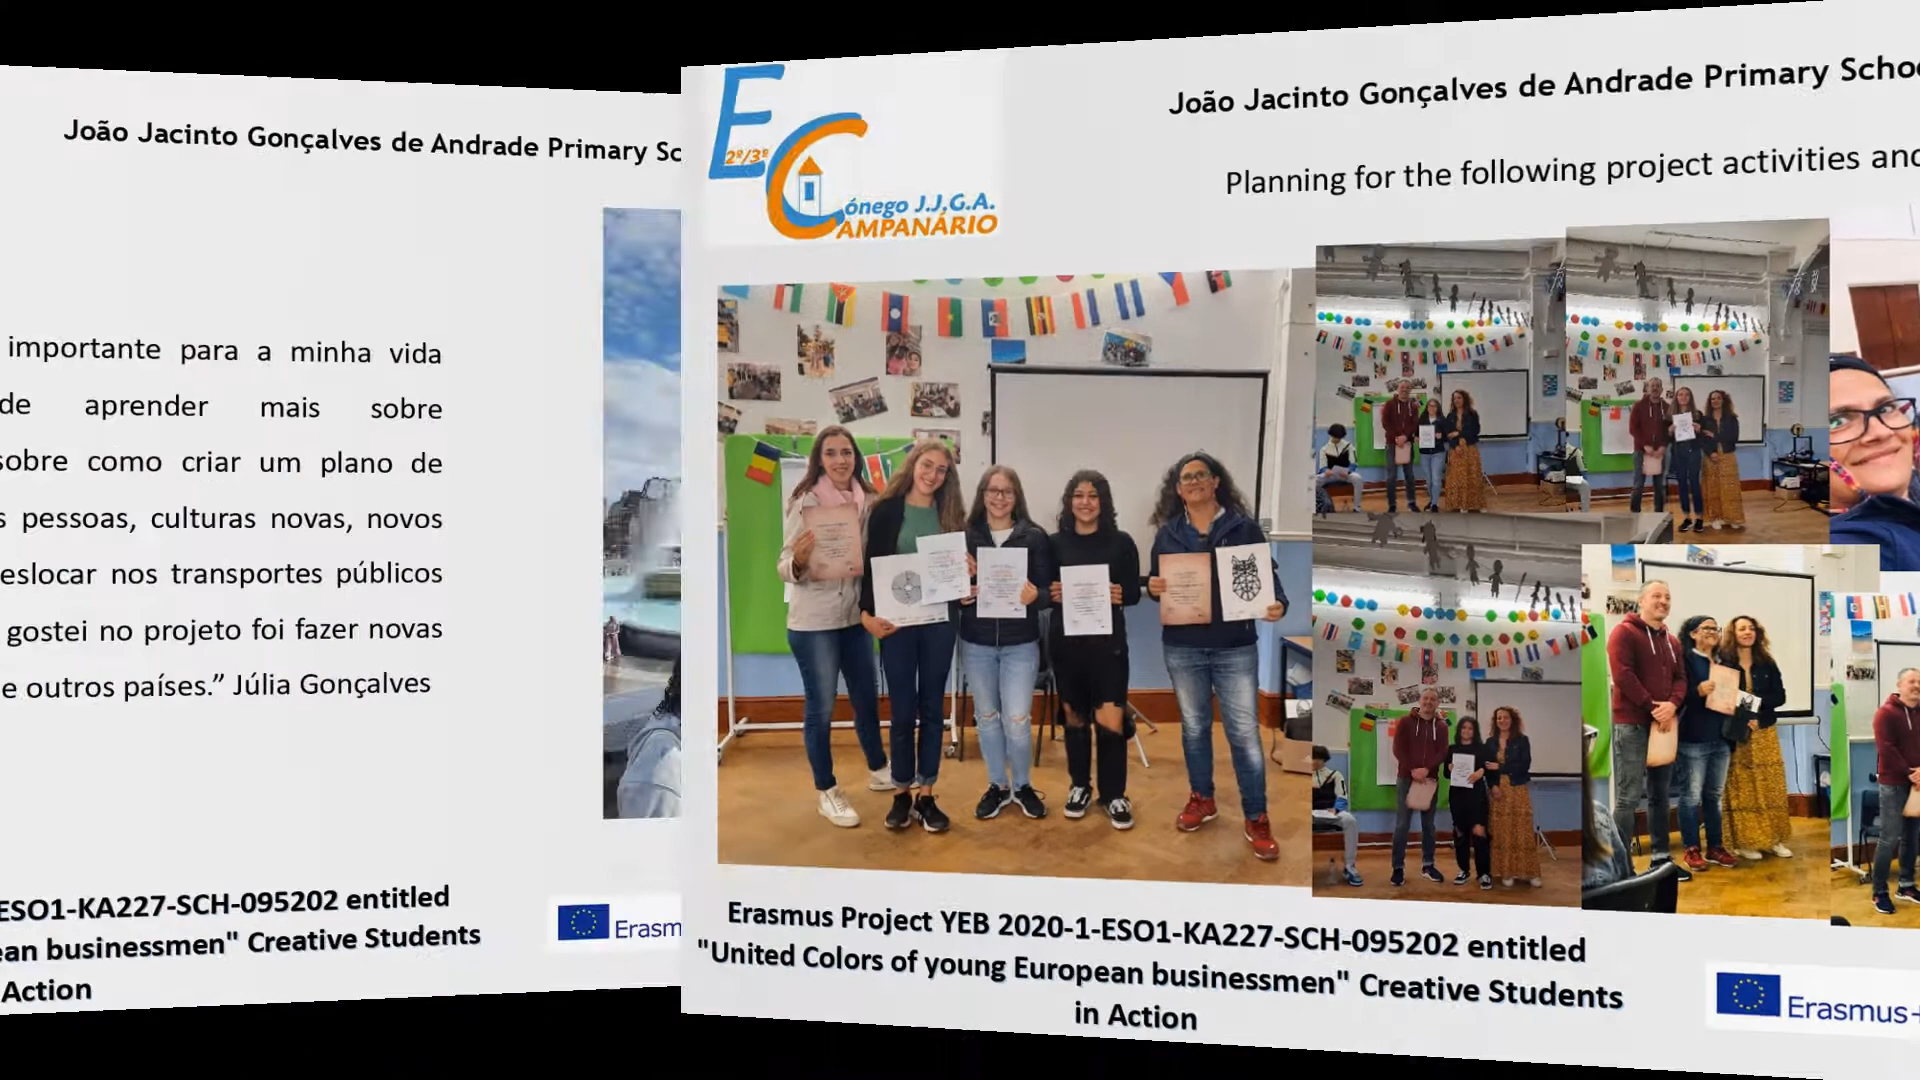 João Jacinto Gonçalves de Andrade Primary Sc
importante para a minha vida
de aprender mais sobre
sobre como criar um plano de
s pessoas, culturas novas, novos
eslocar nos transportes públicos
gostei no projeto foi fazer novas
e outros países.” Júlia Gonçalves
ESO1-KA227-SCH-095202 entitled
ean businessmen" Creative Students
Action
Erasm
EC
2º/3º
ónego J.J.G.A.
AMPANÁRIO
João Jacinto Gonçalves de Andrade Primary Schoo
Planning for the following project activities and
Erasmus Project YEB 2020-1-ESO1-KA227-SCH-095202 entitled
"United Colors of young European businessmen" Creative Students
in Action
Erasmus+